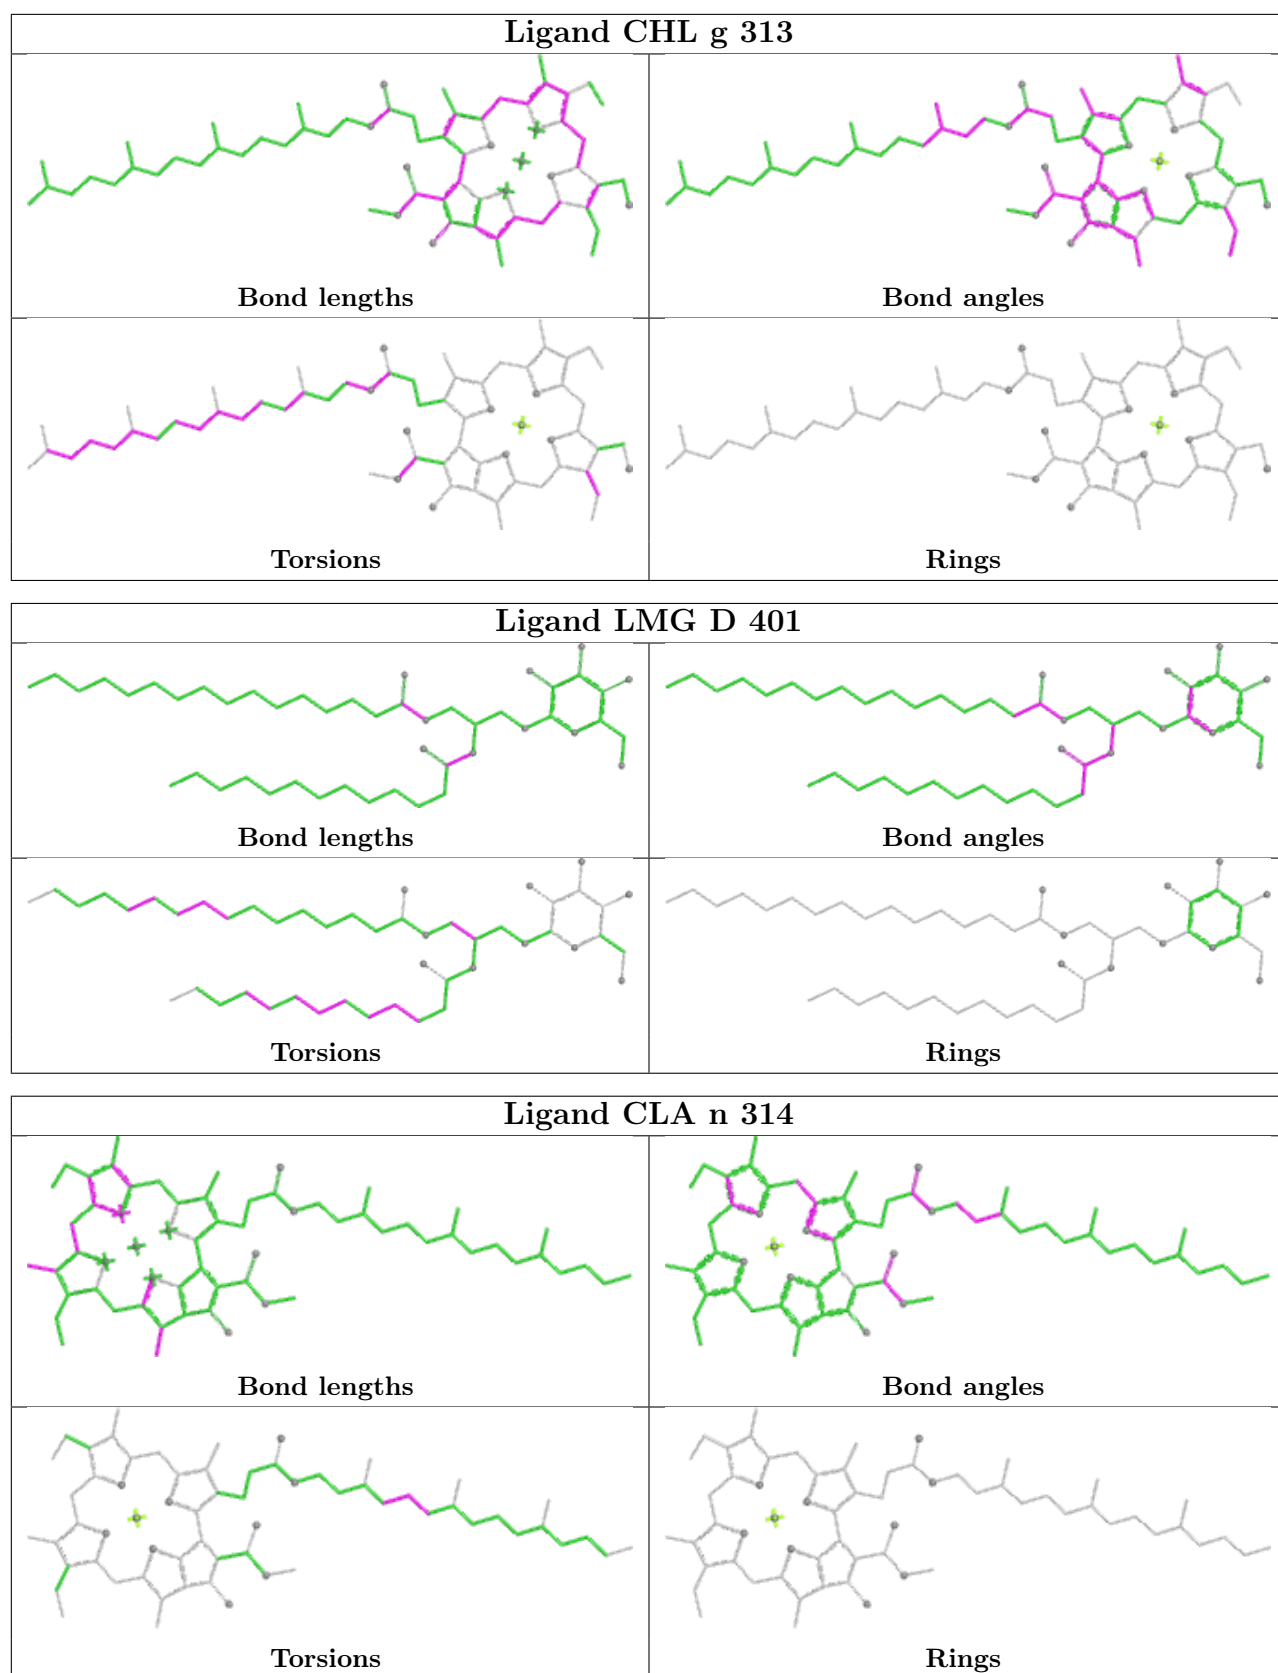 Ligand CHL g 313
Bond lengths
Bond angles
Torsions
Rings
Ligand LMG D 401
Bond lengths
Bond angles
Torsions
Rings
Ligand CLA n 314
Bond lengths
Bond angles
Torsions
Rings